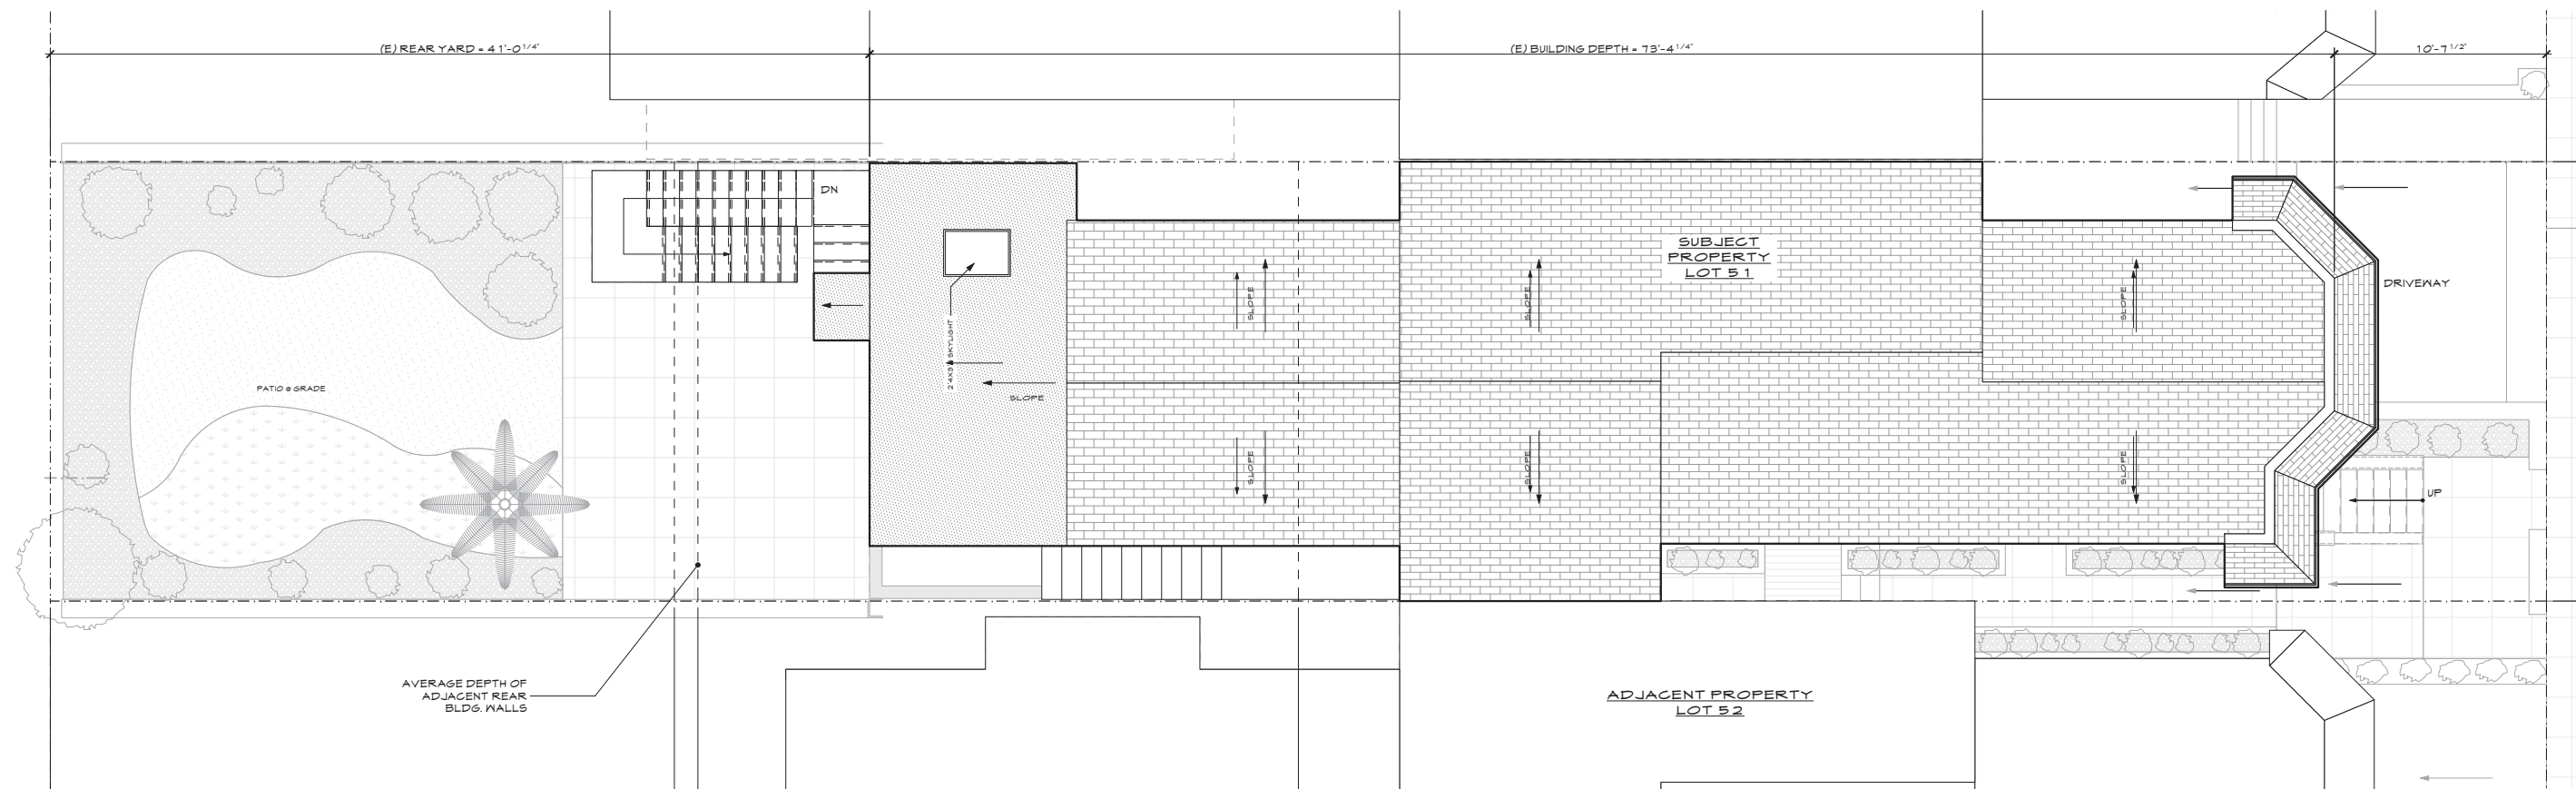 (E) REAR YARD = 41'-0 1/4"
(E) BUILDING DEPTH = 73'-4 1/4"
10'-7 1/2"
DN
SUBJECT
PROPERTY
LOT 51
SLOPE
SLOPE
SLOPE
DRIVEWAY
SKYLIGHT
PATIO @ GRADE
SLOPE
SLOPE
SLOPE
SLOPE
UP
AVERAGE DEPTH OF
ADJACENT REAR
BLDG. WALLS
ADJACENT PROPERTY
LOT 52